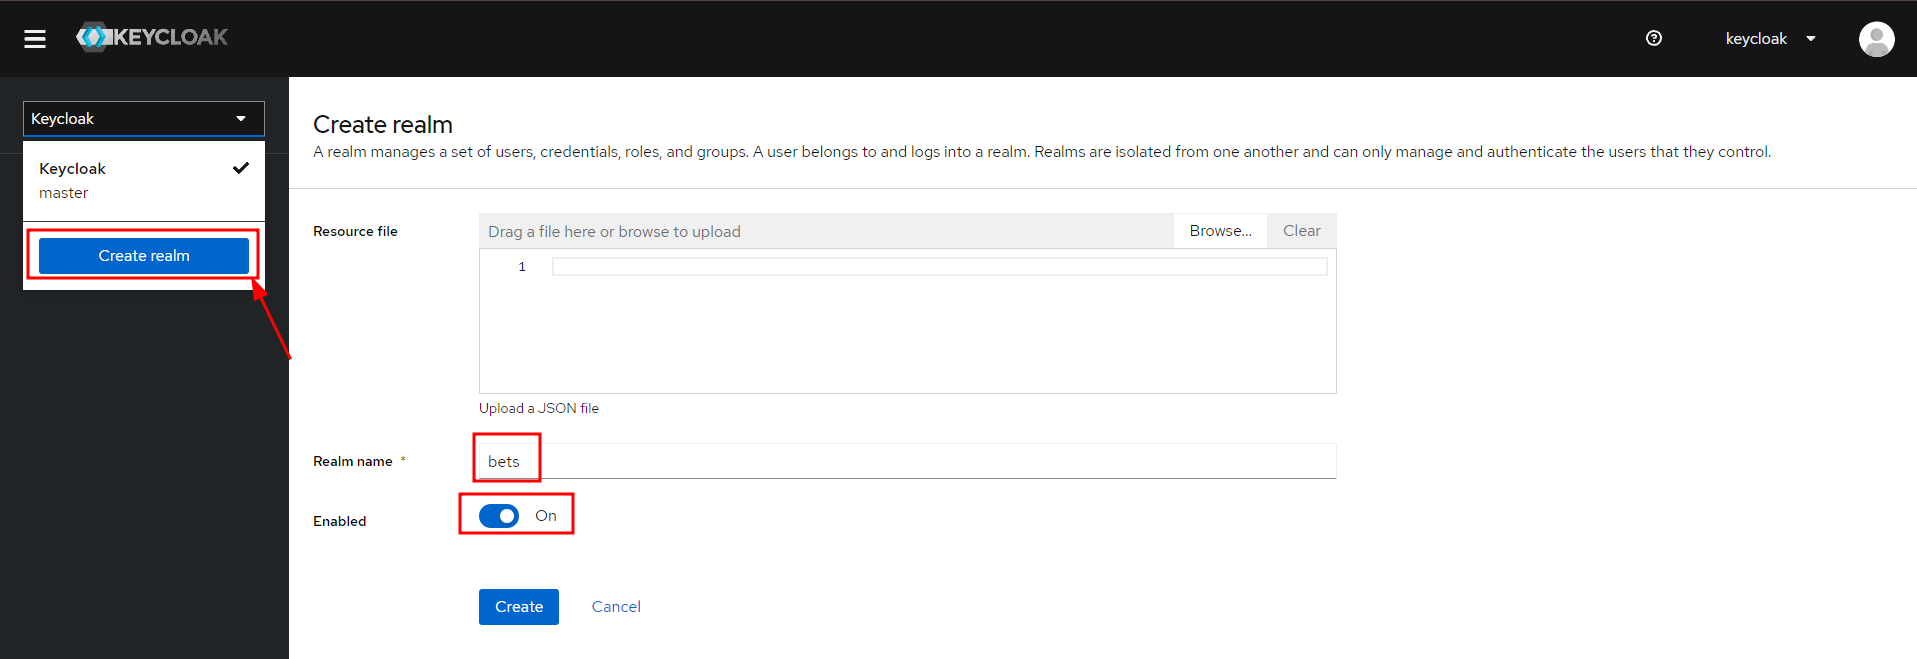 KEYCLOAK
keycloak
Keycloak
Keycloak
master
Create realm
Create realm
A realm manages a set of users, credentials, roles, and groups. A user belongs to and logs into a realm. Realms are isolated from one another and can only manage and authenticate the users that they control.
Resource file
Drag a file here or browse to upload
Browse...
Clear
1
Upload a JSON file
Realm name *
bets
Enabled
On
Create
Cancel